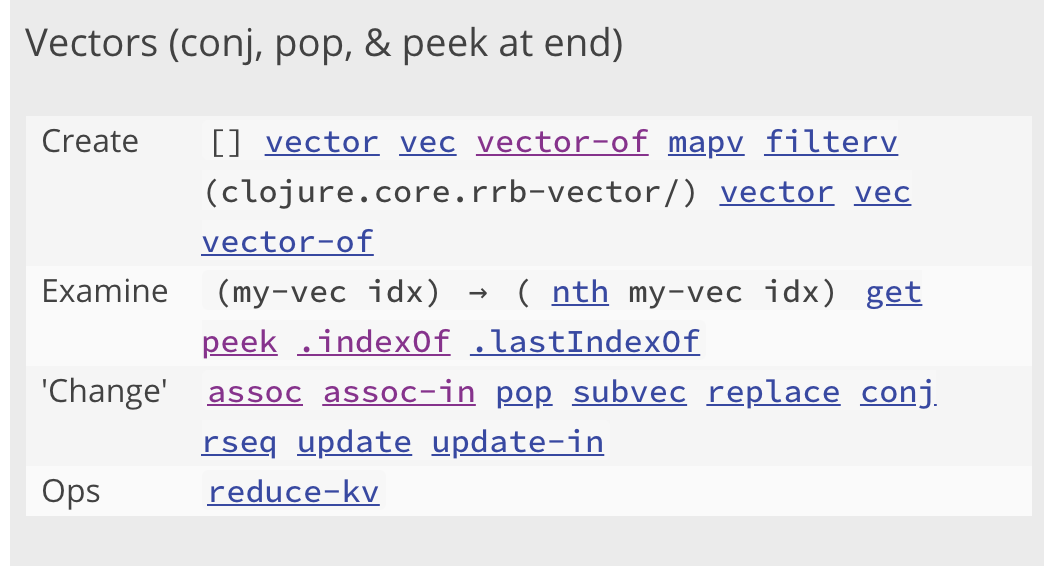 Vectors (conj, pop, & peek at end)
Create [] vector vec vector-of mapv filterv
(clojure.core.rrb-vector/) vector vec
vector-of
Examine (my-vec idx) → ( nth my-vec idx) get
peek .indexOf .lastIndexOf
'Change' assoc assoc-in pop subvec replace conj
rseq update update-in
Ops reduce-kv